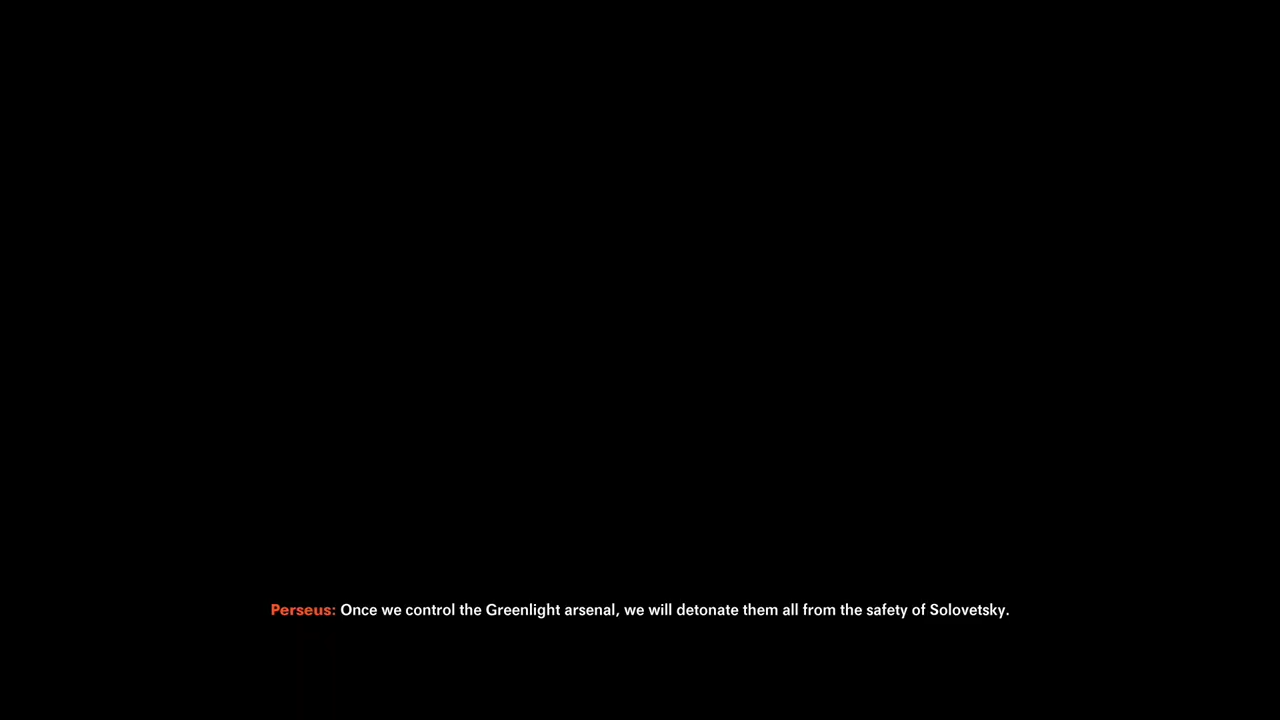 Perseus: Once we control the Greenlight arsenal, we will detonate them all from the safety of Solovetsky.